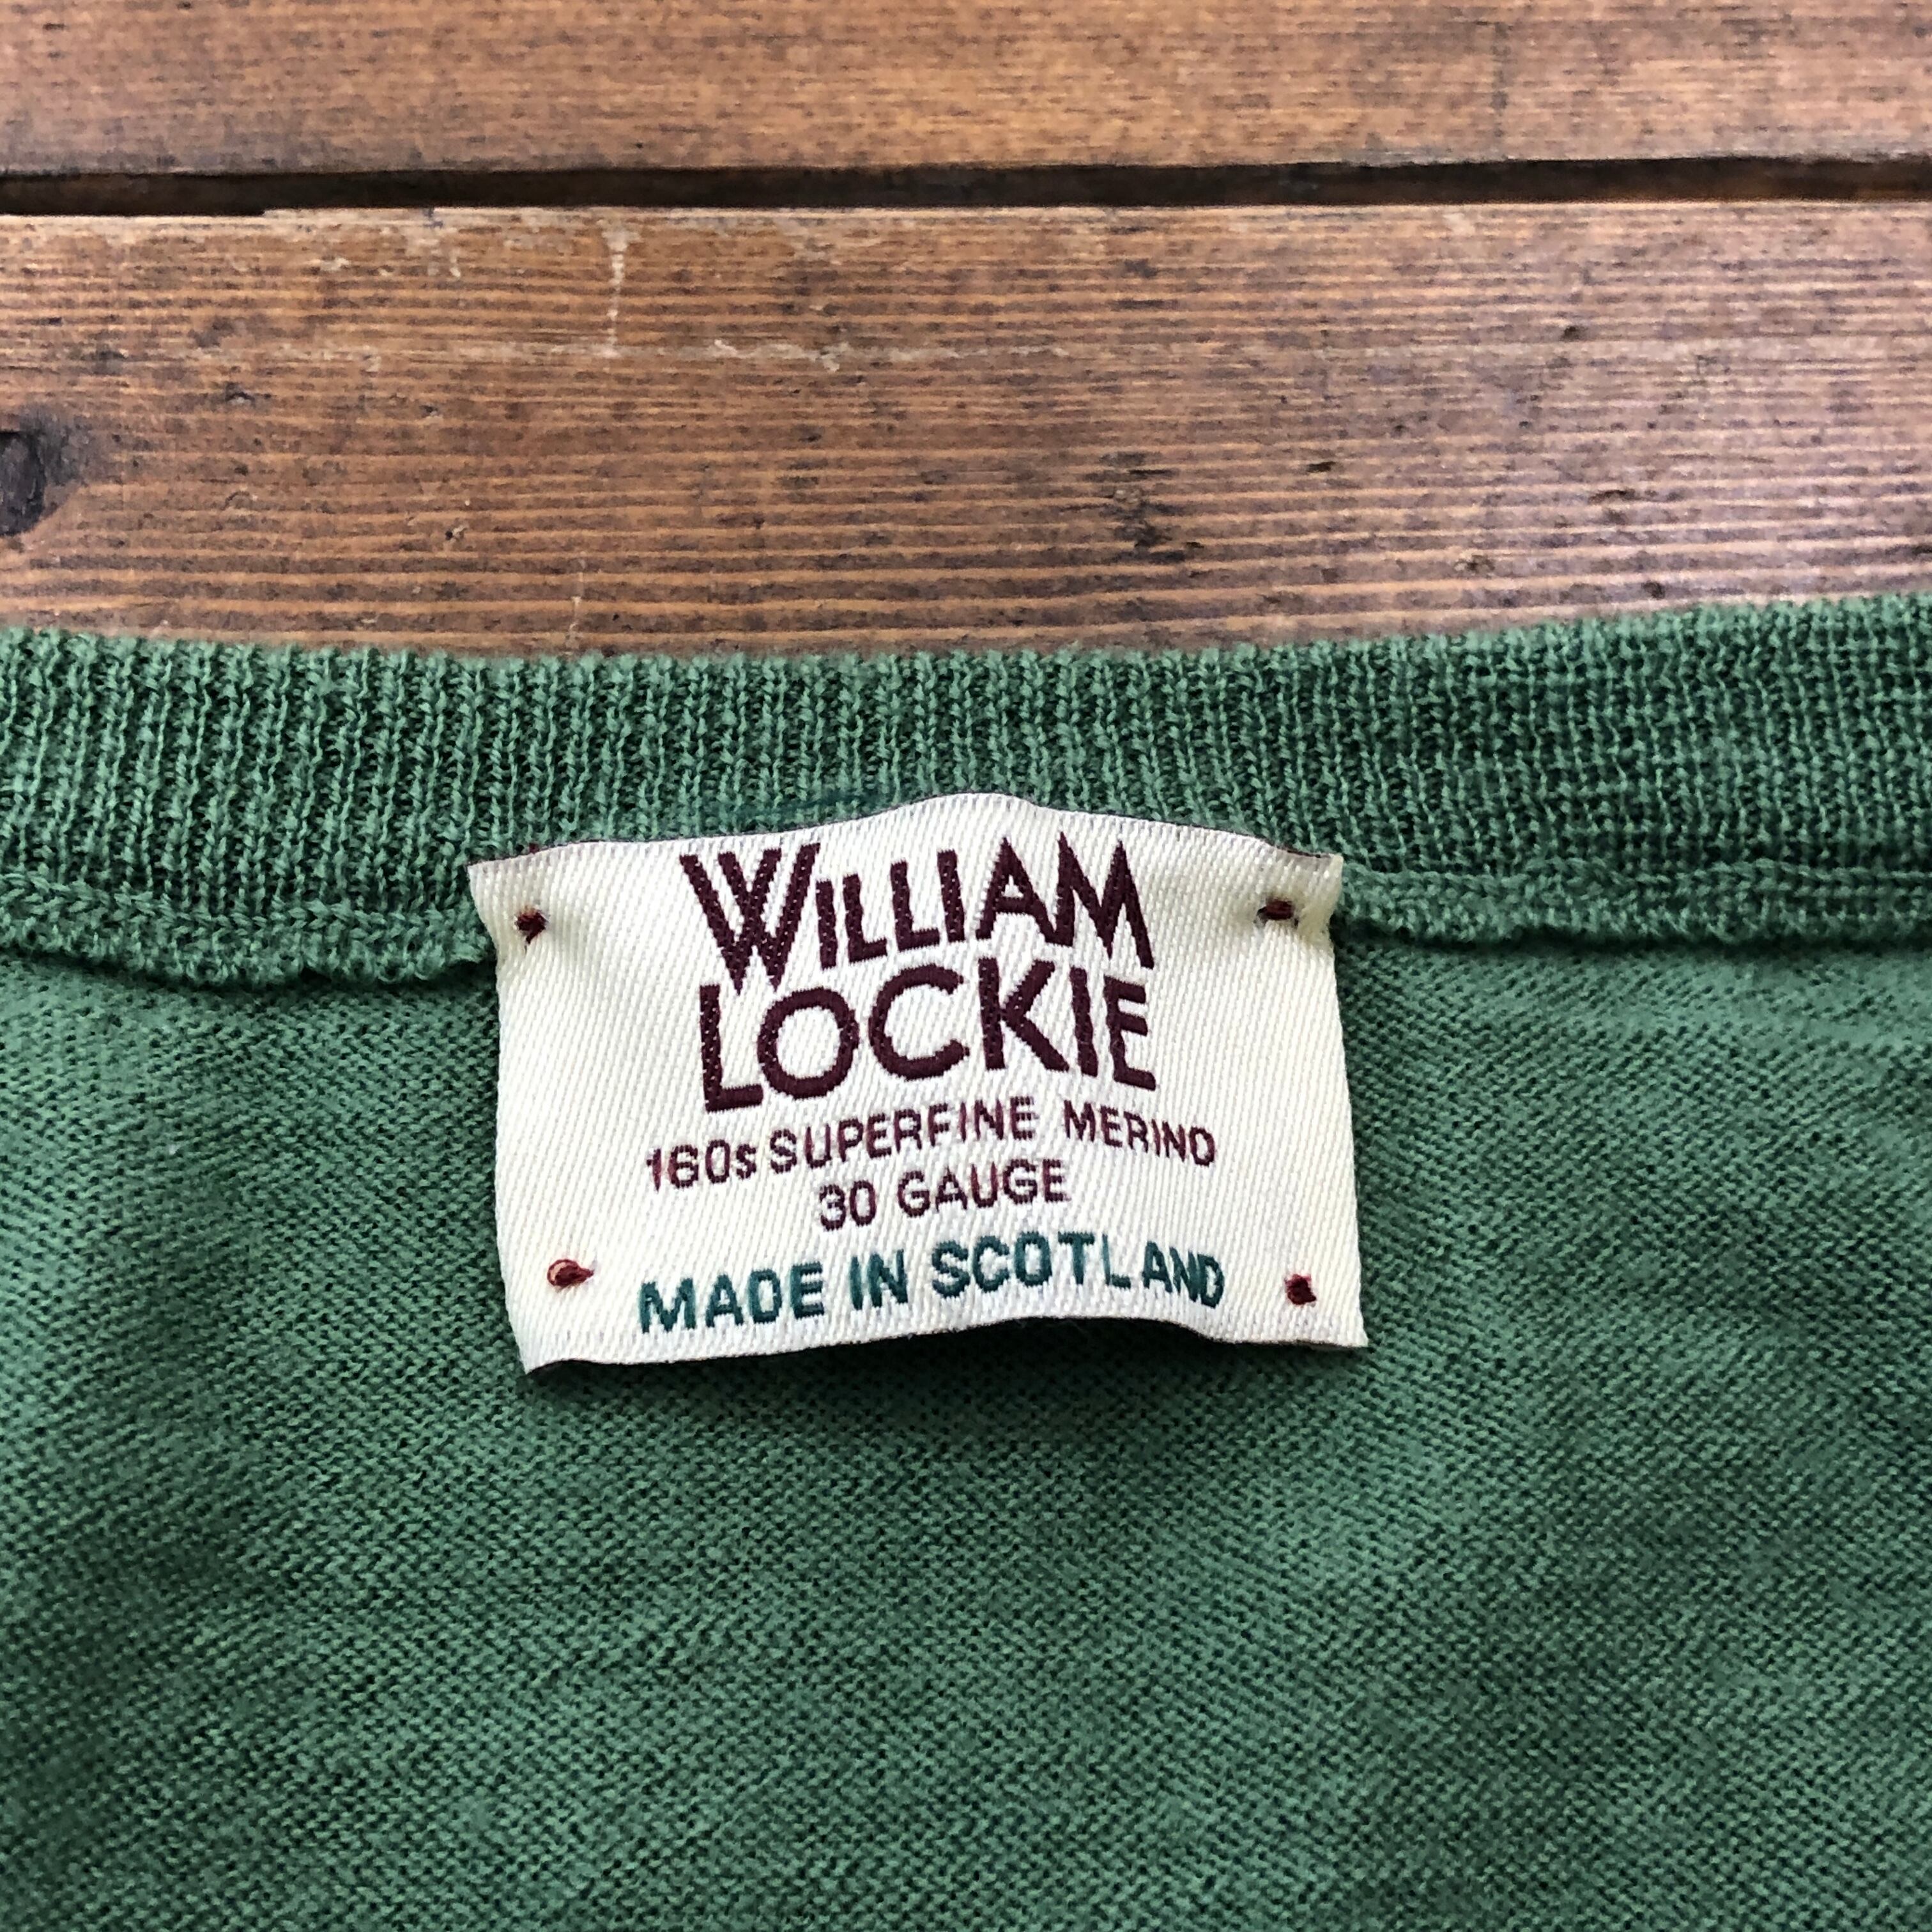 WILLIAM
LOCKIE
160s SUPERFINE MERINO
30 GAUGE
MADE IN SCOTLAND